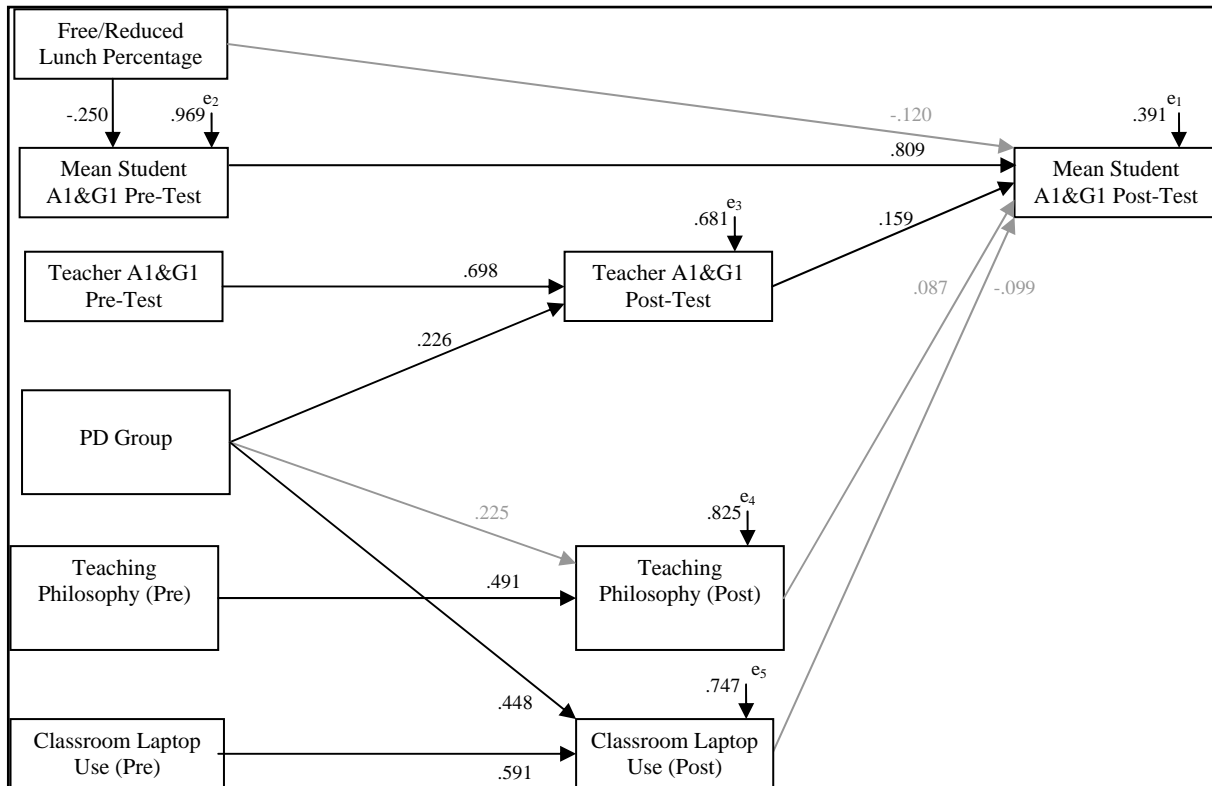 Free/Reduced
Lunch Percentage
-.250
.969
e2
-.120
.391
e1
Mean Student
A1&G1 Pre-Test
.809
Mean Student
A1&G1 Post-Test
.681
e3
.159
Teacher A1&G1
Pre-Test
.698
Teacher A1&G1
Post-Test
.087
-.099
.226
PD Group
.225
.825
e4
Teaching
Philosophy (Pre)
.491
Teaching
Philosophy (Post)
.747
e5
.448
Classroom Laptop
Use (Pre)
.591
Classroom Laptop
Use (Post)